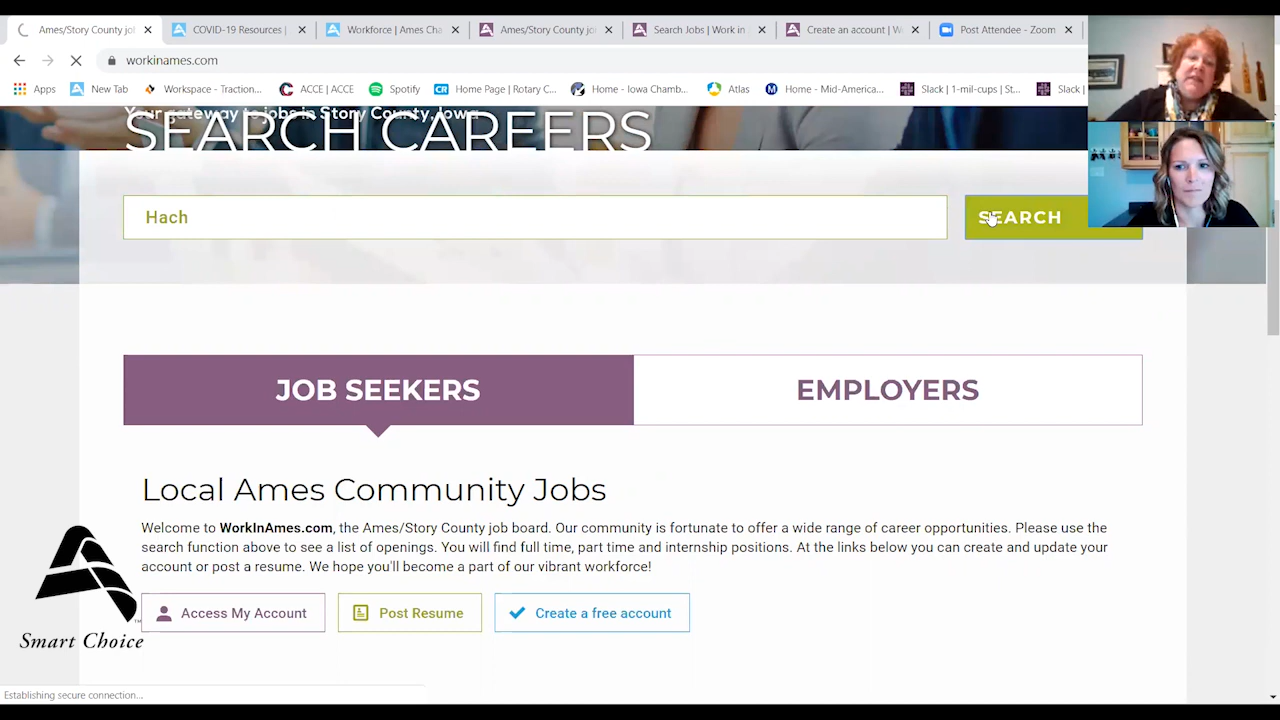 Ames/Story County jol
COVID-19 Resources |
Workforce | Ames Cha
Ames/Story County jo
Search Jobs | Work in
Create an account | W
Post Attendee - Zoom
workinames.com
Apps
New Tab
Workspace - Traction...
ACCE | ACCE
Spotify
Home Page | Rotary C...
Home - Iowa Chamb...
Atlas
Home - Mid-America...
Slack | 1-mil-cups | St...
Slack |
Your gateway to jobs in Story County, Iowa
SEARCH CAREERS
Hach
SEARCH
JOB SEEKERS
EMPLOYERS
Local Ames Community Jobs
Welcome to WorkInAmes.com, the Ames/Story County job board. Our community is fortunate to offer a wide range of career opportunities. Please use the
search function above to see a list of openings. You will find full time, part time and internship positions. At the links below you can create and update your
account or post a resume. We hope you'll become a part of our vibrant workforce!
Access My Account
Post Resume
Create a free account
Smart Choice
Establishing secure connection...